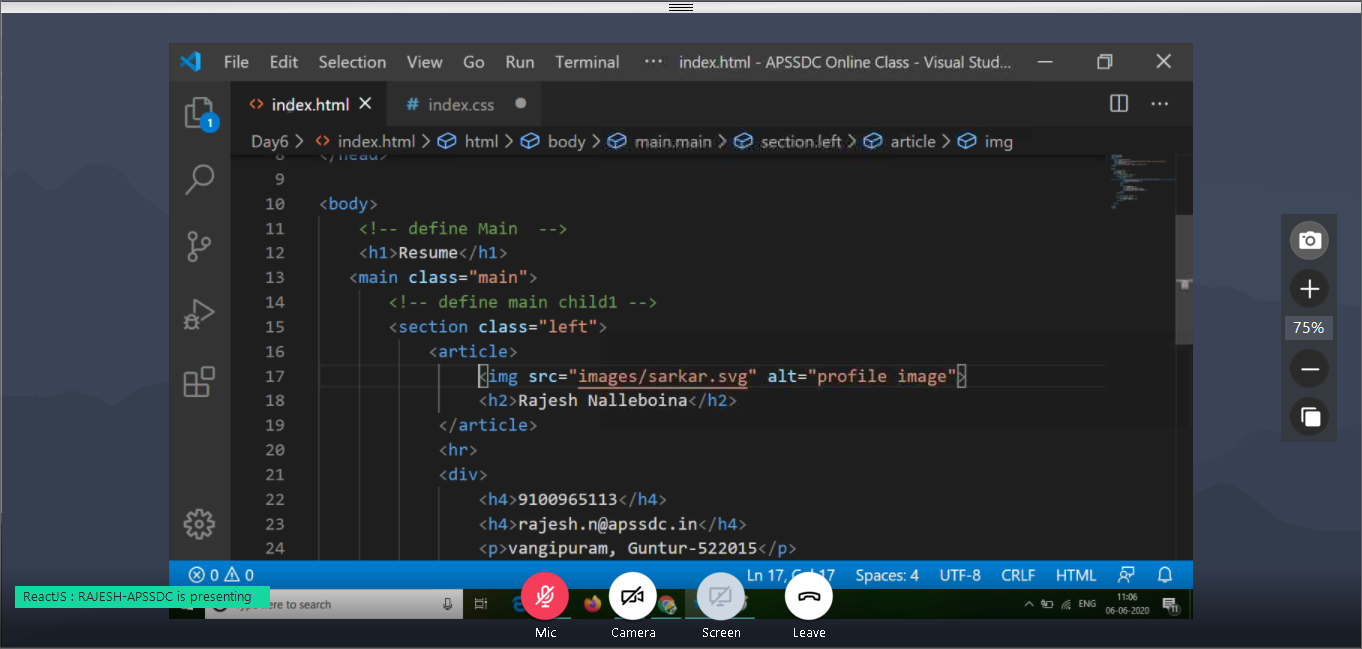 File Edit Selection View Go Run Terminal ··· index.html - APSSDC Online Class - Visual Stud...
<> index.html × # index.css ●
Day6 > <> index.html > html > body > main.main > section.left > article > img
1
8 </head>
9
10 <body>
11 <!-- define Main -->
12 <h1>Resume</h1>
13 <main class="main">
14 <!-- define main child1 -->
15 <section class="left">
16 <article>
17 <img src="images/sarkar.svg" alt="profile image">
18 <h2>Rajesh Nalleboina</h2>
19 </article>
20 <hr>
21 <div>
22 <h4>9100965113</h4>
23 <h4>rajesh.n@apssdc.in</h4>
24 <p>vangipuram, Guntur-522015</p>
75%
0 0 Ln 17, Col 17 Spaces: 4 UTF-8 CRLF HTML
ReactJS : RAJESH-APSSDC is presenting
here to search
ENG 11:06
06-06-2020
11
Mic Camera Screen Leave